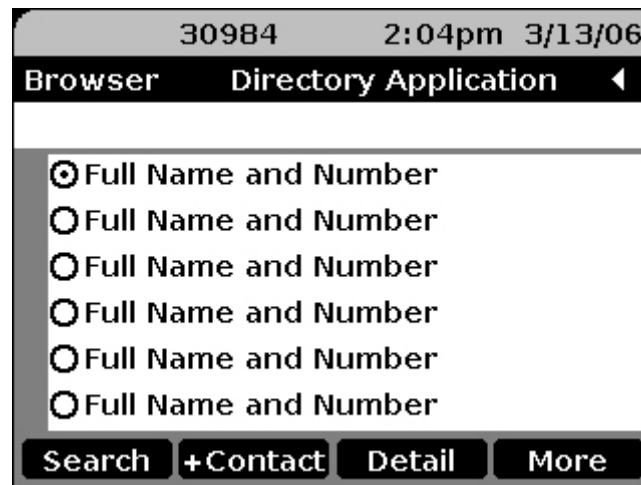 30984 2:04pm 3/13/06
Browser Directory Application
Full Name and Number
Full Name and Number
Full Name and Number
Full Name and Number
Full Name and Number
Full Name and Number
Search +Contact Detail More